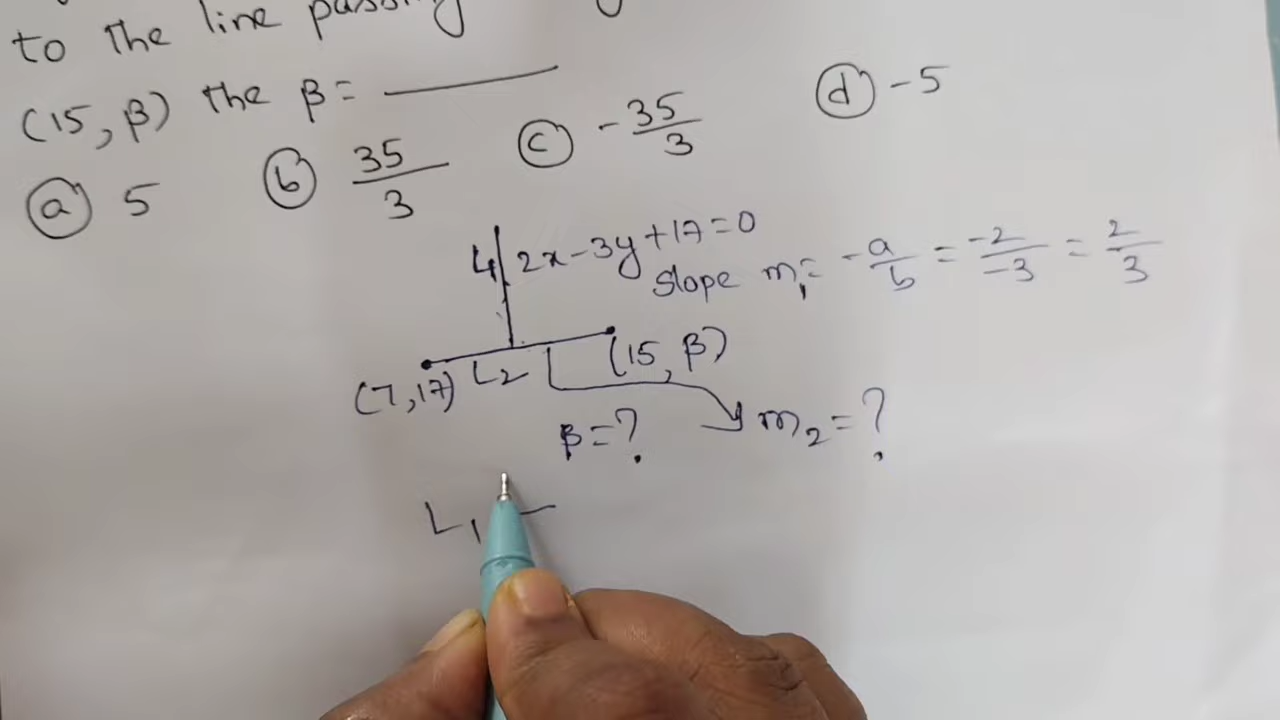 to the line passing
(15, β) the β = ______
ⓐ 5 ⓑ 35/3 ⓒ -35/3 ⓓ -5
L1 2x-3y+17=0
Slope m1 = -a/b = -2/-3 = 2/3
(7,17) L2 (15, β)
β=? m2=?
L1